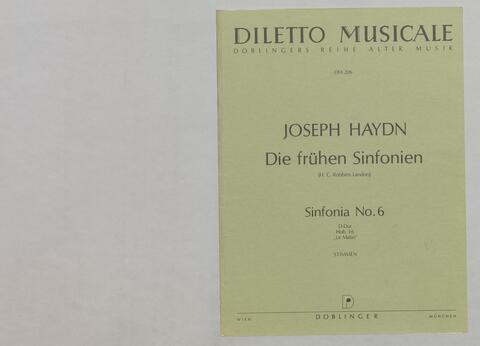 DILETTO MUSICALE
DOBLINGERS REIHE ALTER MUSIK
DM 206
JOSEPH HAYDN
Die frühen Sinfonien
(H. C. Robbins Landon)
Sinfonia No. 6
D-Dur
Hob. I:6
„Le Matin"
STIMMEN
D
WIEN
DOBLINGER
MÜNCHEN